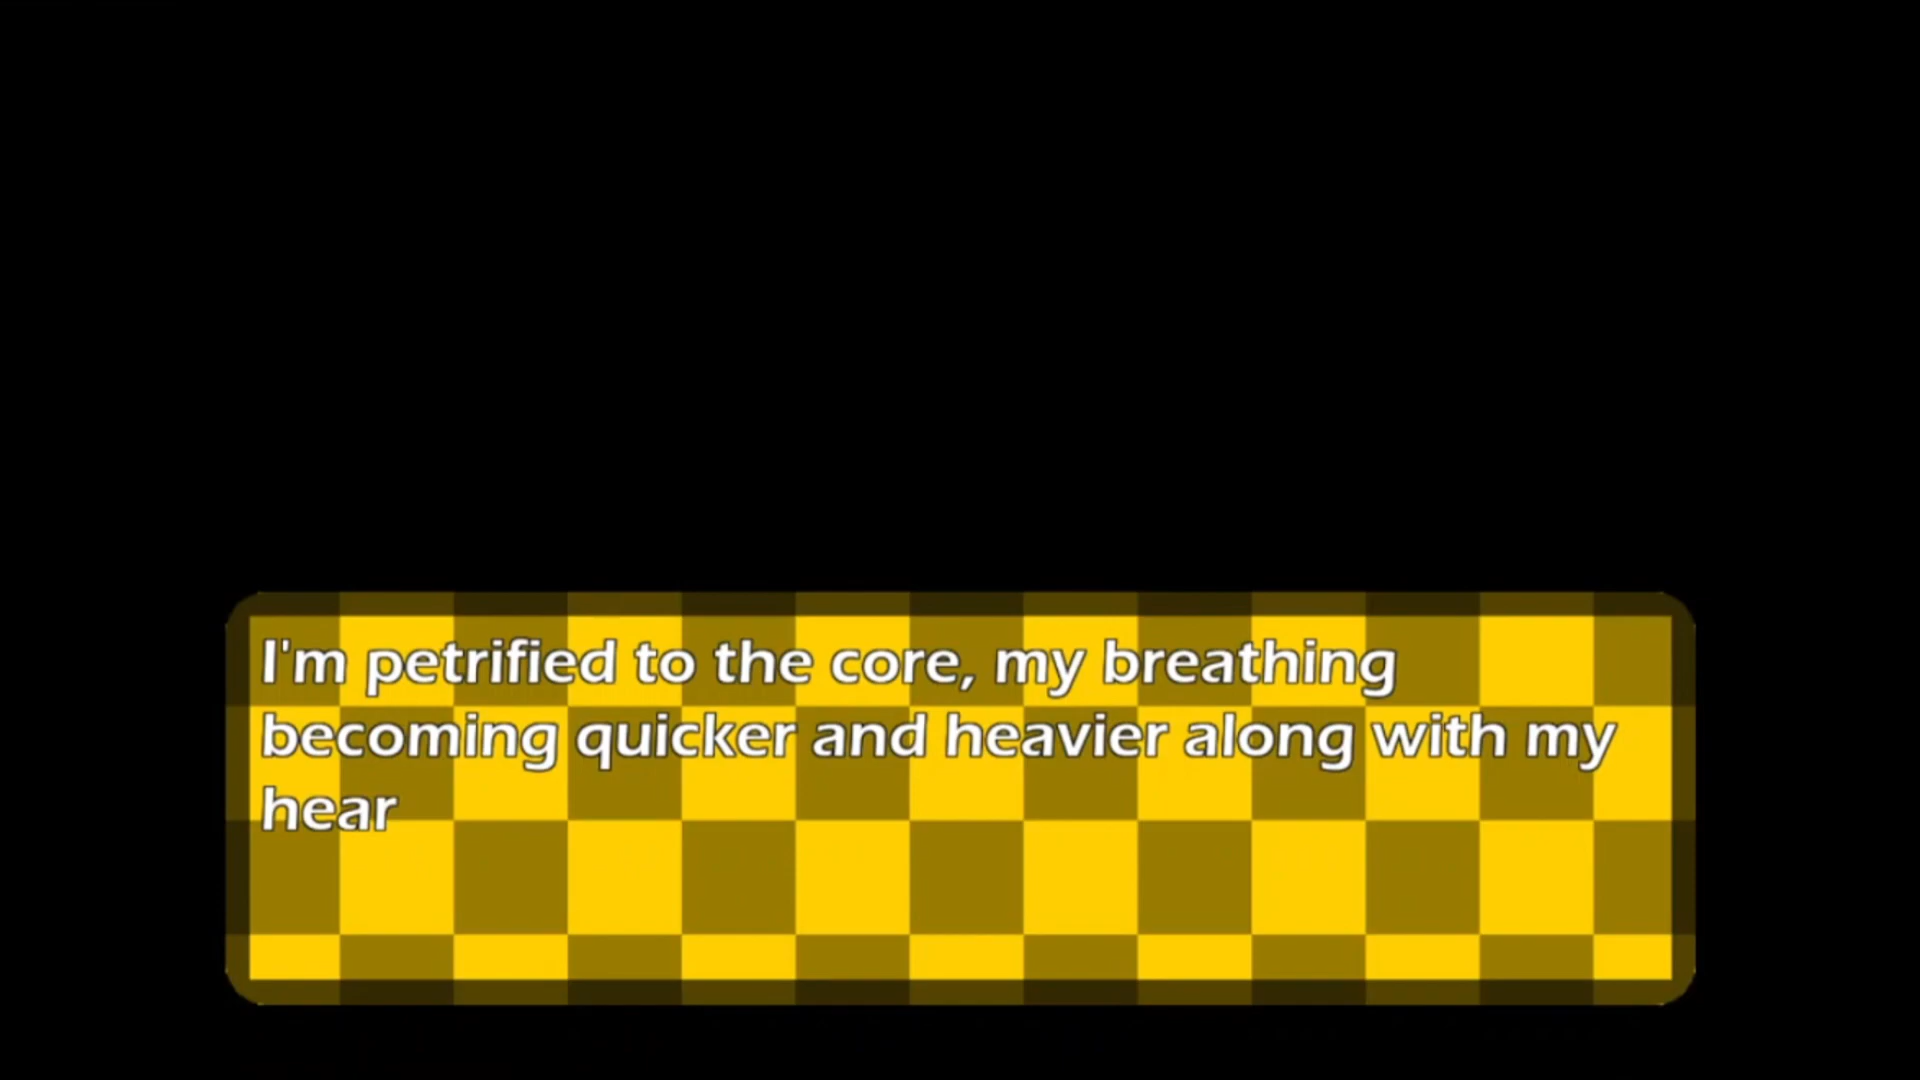 I'm petrified to the core, my breathing
becoming quicker and heavier along with my
hear